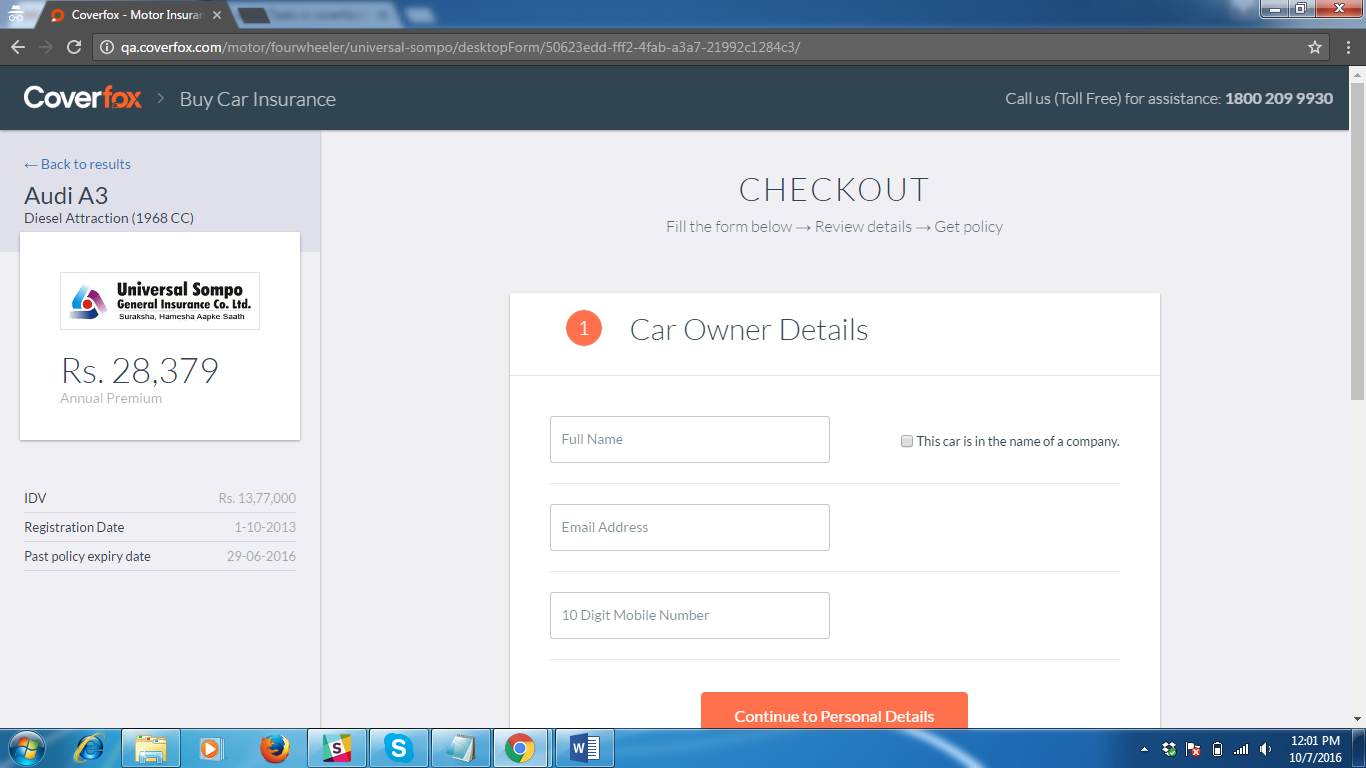 Coverfox - Motor Insurar
qa.coverfox.com/motor/fourwheeler/universal-sompo/desktopForm/50623edd-fff2-4fab-a3a7-21992c1284c3/
Coverfox > Buy Car Insurance
Call us (Toll Free) for assistance: 1800 209 9930
← Back to results
Audi A3
Diesel Attraction (1968 CC)
Universal Sompo
General Insurance Co. Ltd.
Suraksha, Hamesha Aapke Saath
Rs. 28,379
Annual Premium
IDV Rs. 13,77,000
Registration Date 1-10-2013
Past policy expiry date 29-06-2016
CHECKOUT
Fill the form below → Review details → Get policy
1 Car Owner Details
Full Name
This car is in the name of a company.
Email Address
10 Digit Mobile Number
Continue to Personal Details
12:01 PM
10/7/2016